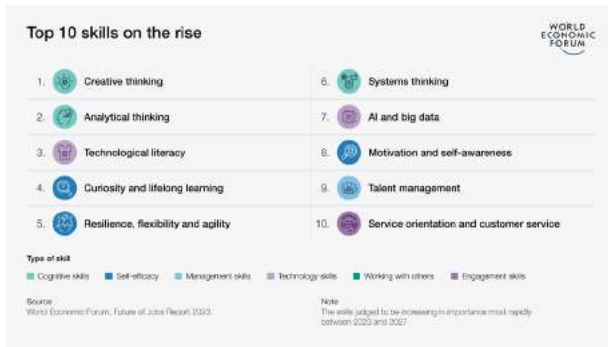 Top 10 skills on the rise
WORLD
ECONOMIC
FORUM
1. Creative thinking
2. Analytical thinking
3. Technological literacy
4. Curiosity and lifelong learning
5. Resilience, flexibility and agility
6. Systems thinking
7. AI and big data
8. Motivation and self-awareness
9. Talent management
10. Service orientation and customer service
Type of skill
Cognitive skills Self-efficacy Management skills Technology skills Working with others Engagement skills
Source
World Economic Forum, Future of Jobs Report 2023.
Note
The skills judged to be increasing in importance most rapidly
between 2023 and 2027